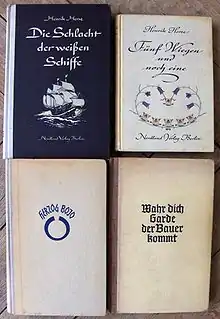 Henrik Herse
Die Schlacht
der weißen
Schiffe
Nordland Verlag Berlin
Henrik Herse
Fünf Wiegen
und
noch eine
Nordland Verlag Berlin
HERZOG BOJO
Wahr dich
Garde
der Bauer
kommt